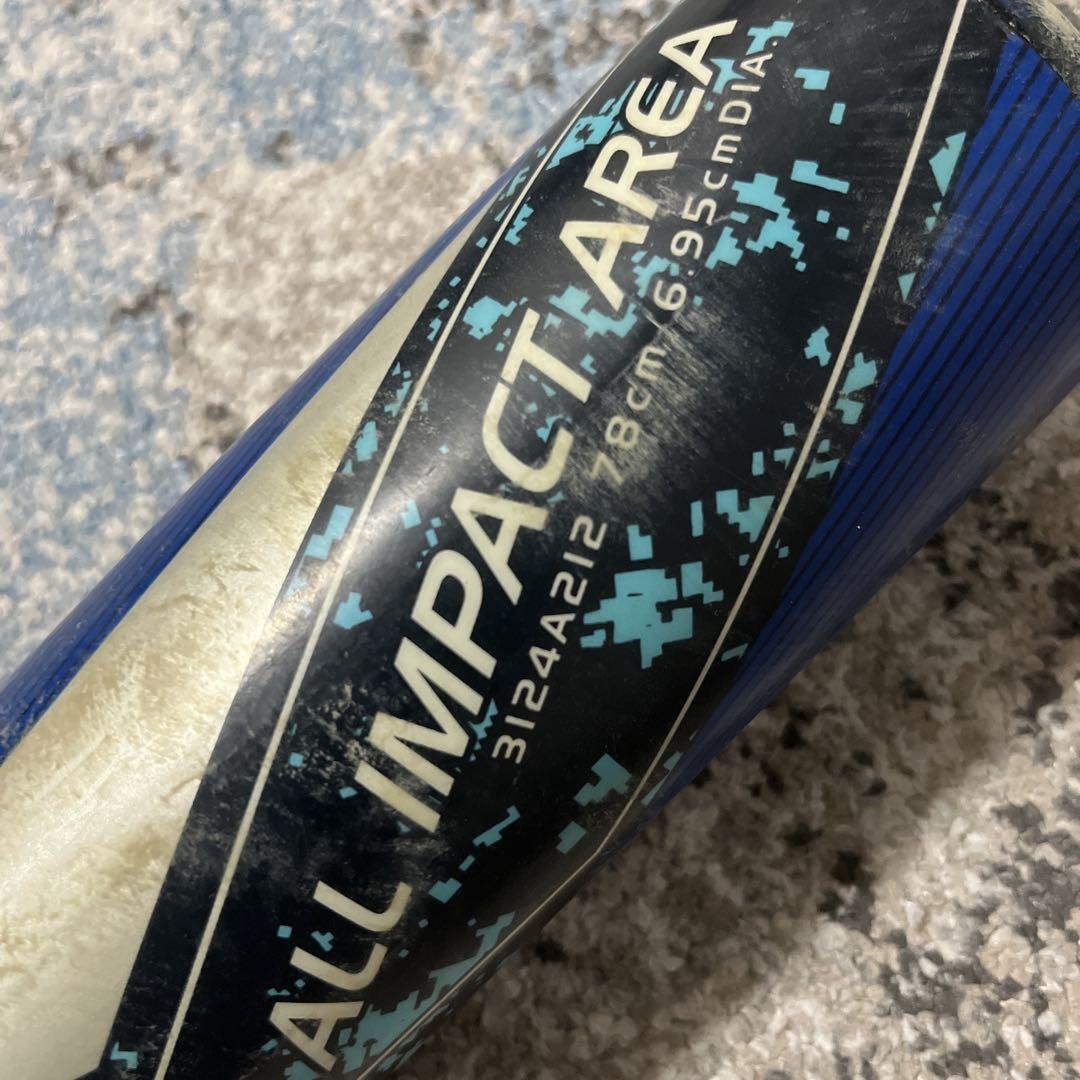 ALL IMPACT AREA
3124A212 78cm/6.95cmDIA.